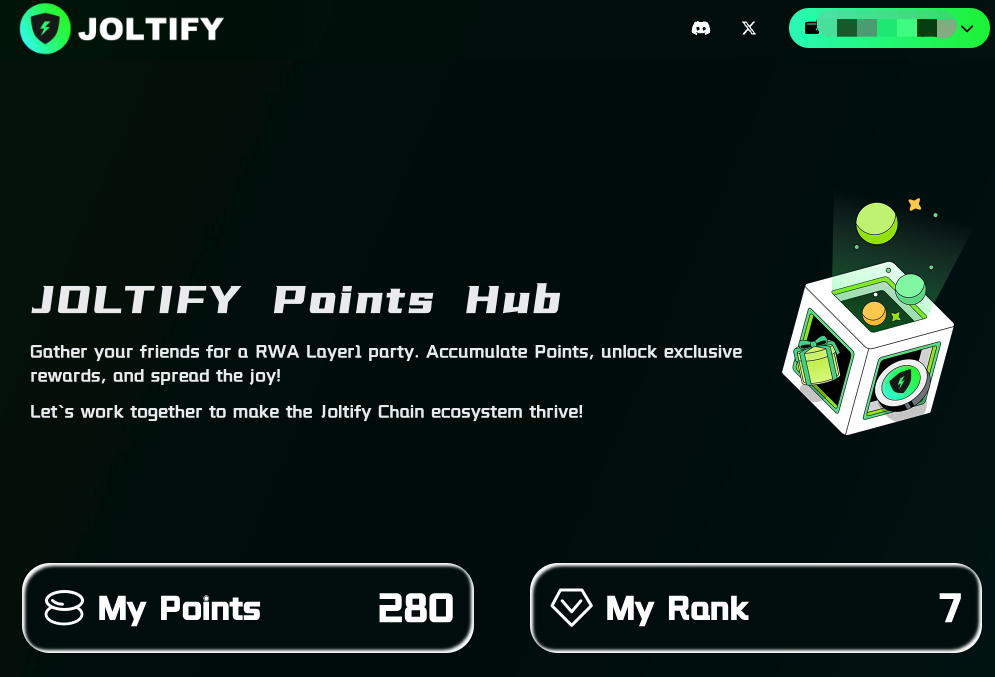 JOLTIFY
JOLTIFY Points Hub
Gather your friends for a RWA Layer1 party. Accumulate Points, unlock exclusive
rewards, and spread the joy!
Let`s work together to make the Joltify Chain ecosystem thrive!
My Points 280
My Rank 7